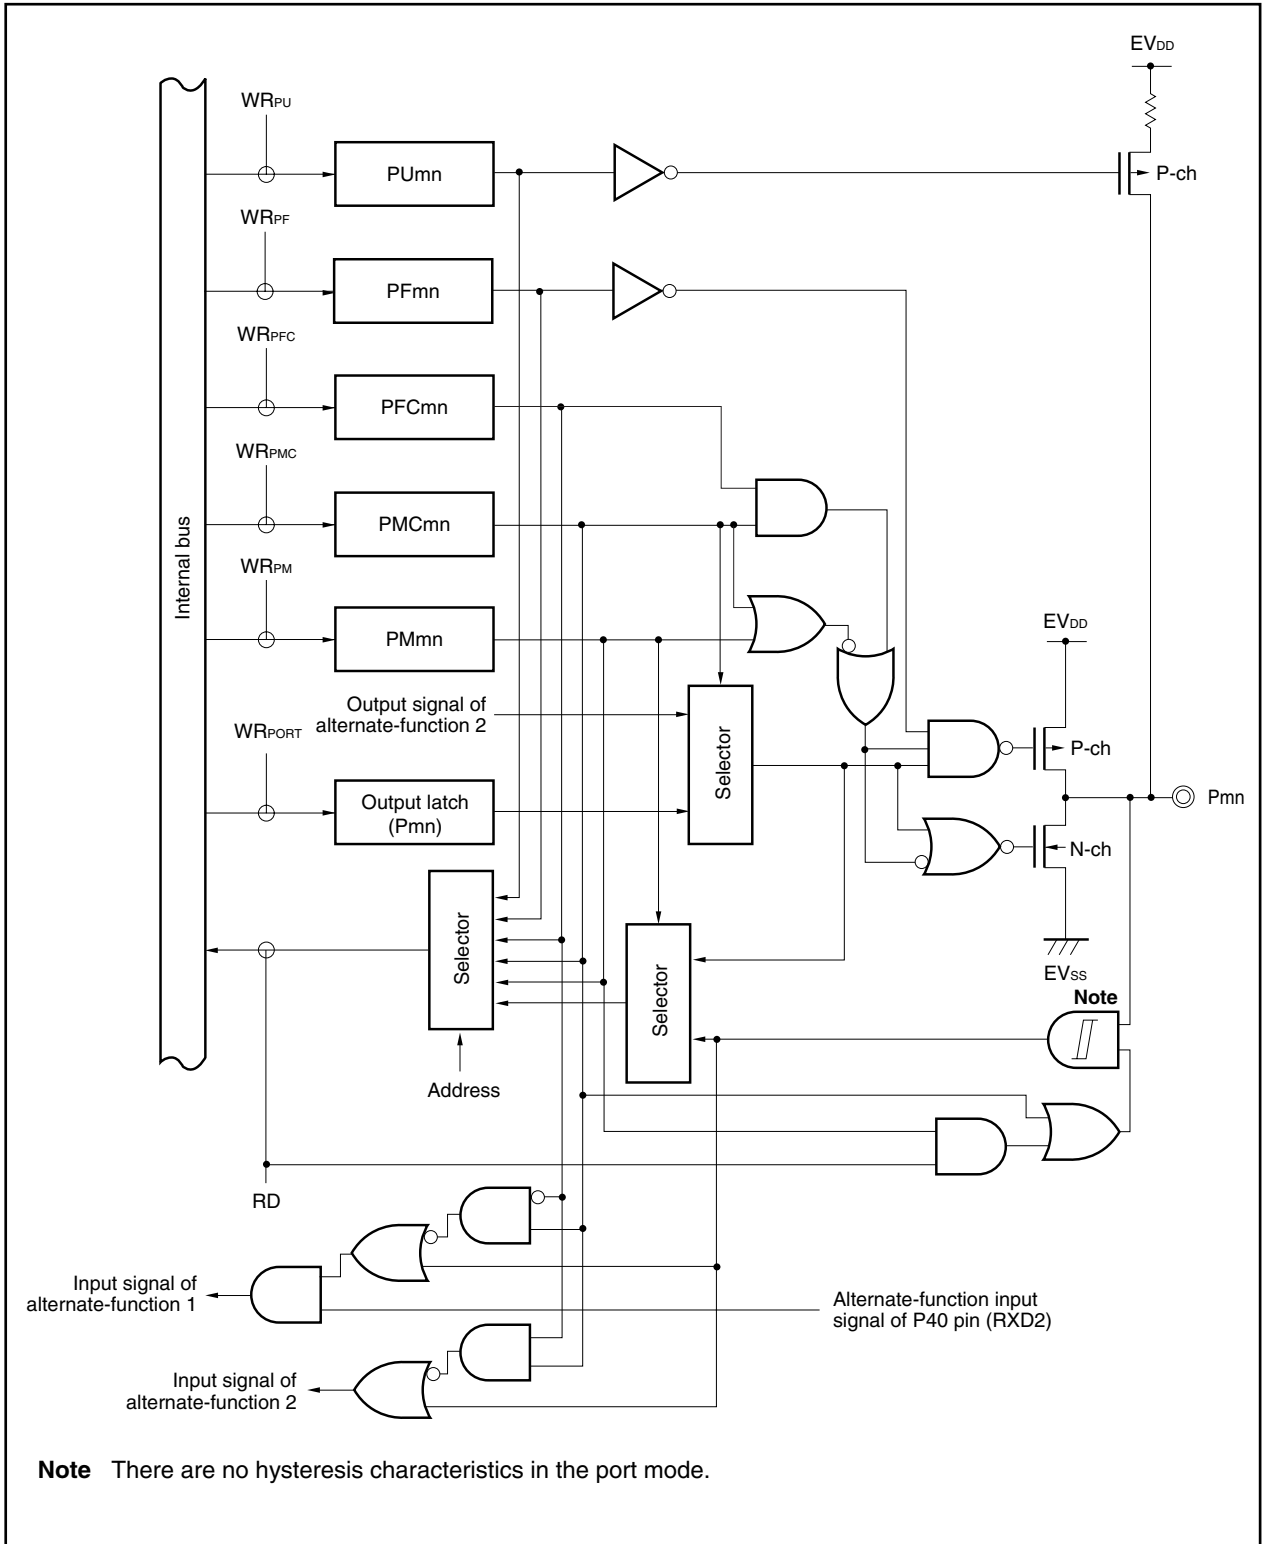 EVDD
WRPU
PUmn
P-ch
WRPF
PFmn
WRPFC
PFCmn
WRPMC
PMCmn
Internal bus
WRPM
PMmn
EVDD
Output signal of
alternate-function 2
WRPORT
Selector
P-ch
Output latch
(Pmn)
Pmn
N-ch
Selector
Selector
EVSS
Note
Address
RD
Input signal of
alternate-function 1
Alternate-function input
signal of P40 pin (RXD2)
Input signal of
alternate-function 2
Note There are no hysteresis characteristics in the port mode.